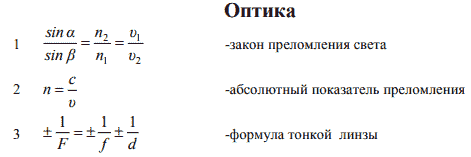 Оптика
1 sin α / sin β = n₂ / n₁ = υ₁ / υ₂ -закон преломления света
2 n = c / υ -абсолютный показатель преломления
3 ± 1 / F = ± 1 / f ± 1 / d -формула тонкой линзы